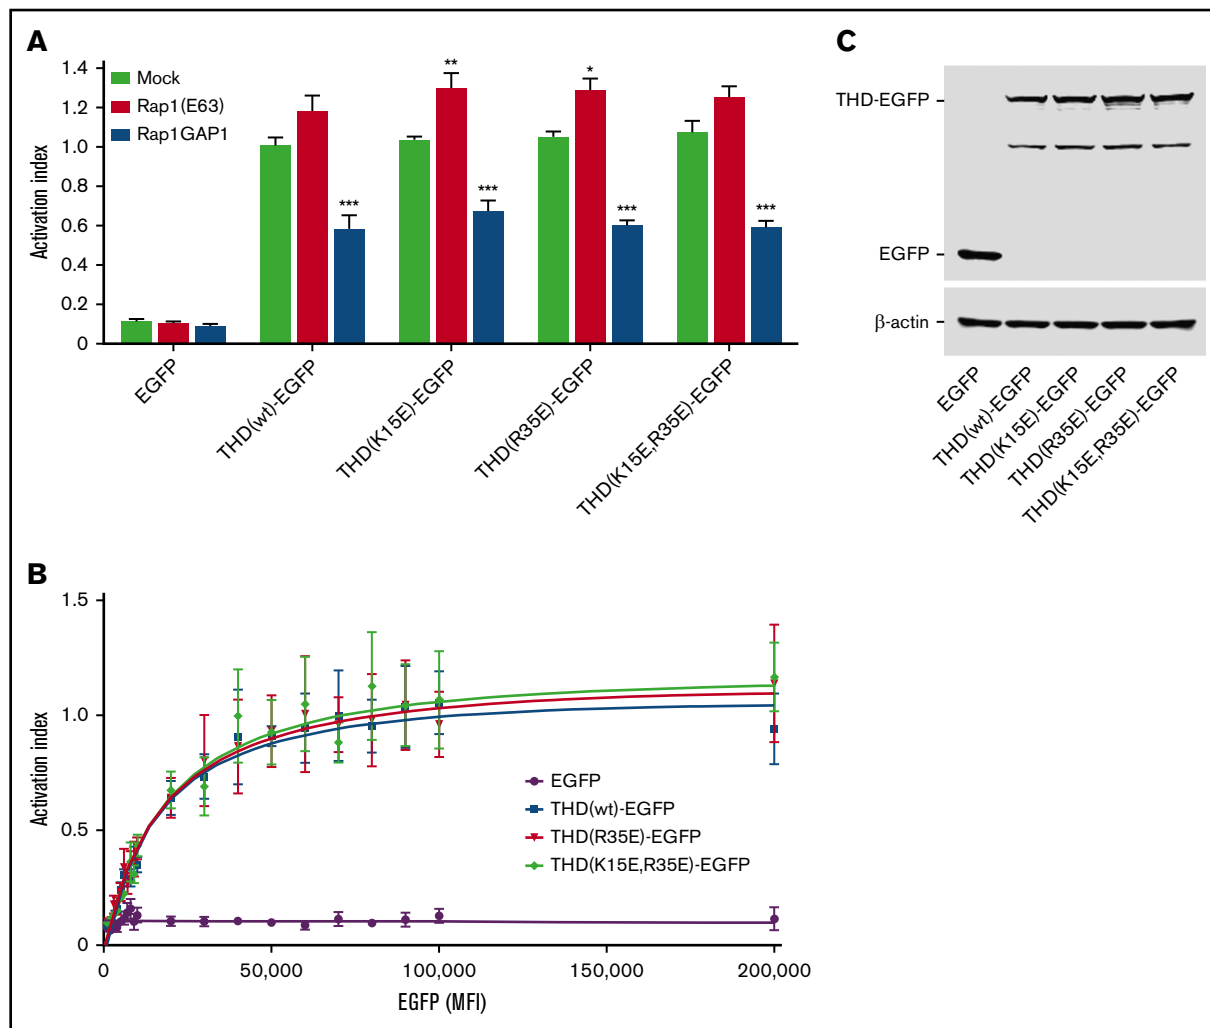 A
1.4
1.2
1.0
0.8
0.6
0.4
0.2
0
Activation index
Mock
Rap1(E63)
Rap1GAP1
***
**
***
*
***
***
EGFP
THD(wt)-EGFP
THD(K15E)-EGFP
THD(R35E)-EGFP
THD(K15E,R35E)-EGFP
C
THD-EGFP
EGFP
β-actin
EGFP
THD(wt)-EGFP
THD(K15E)-EGFP
THD(R35E)-EGFP
THD(K15E,R35E)-EGFP
B
1.5
1.0
0.5
0
Activation index
EGFP
THD(wt)-EGFP
THD(R35E)-EGFP
THD(K15E,R35E)-EGFP
0
50,000
100,000
150,000
200,000
EGFP (MFI)